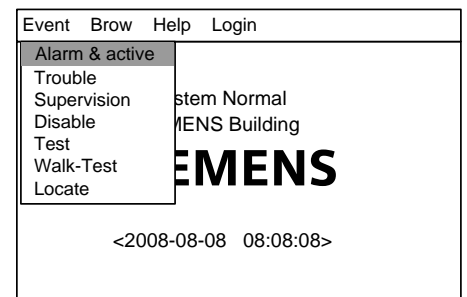 Event Brow Help Login
Alarm & active
Trouble
Supervision
Disable
Test
Walk-Test
Locate
stem Normal
MENS Building
EMENS
<2008-08-08 08:08:08>